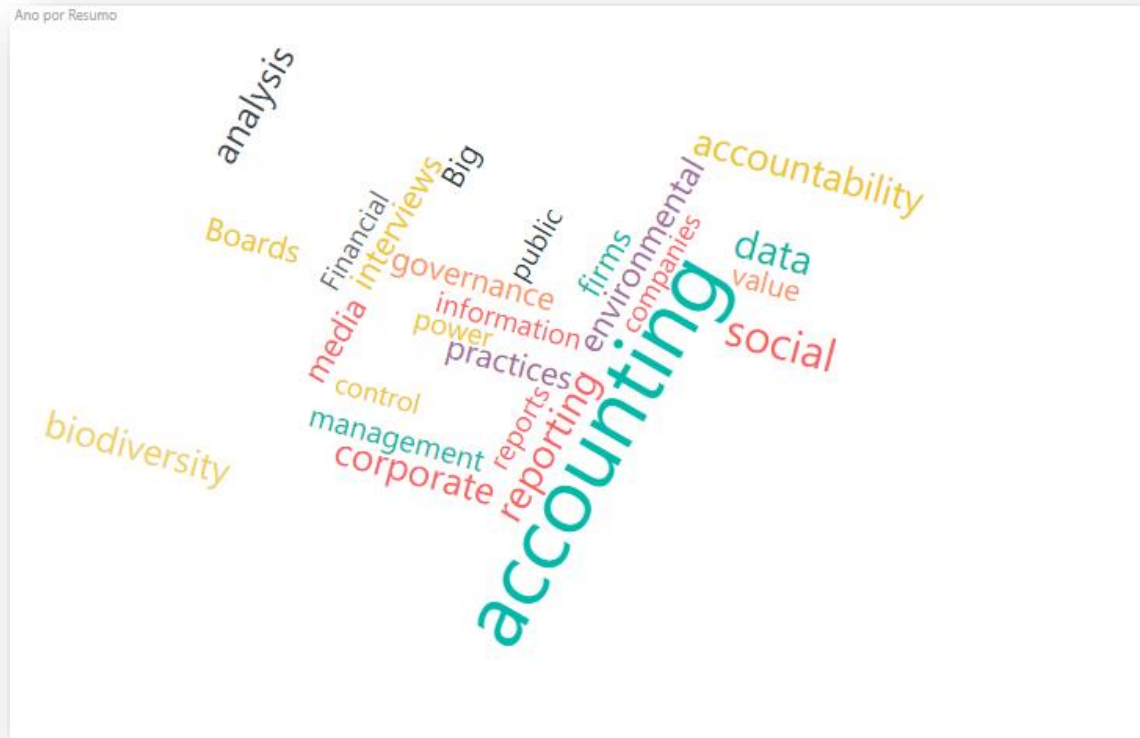 Ano por Resumo
analysis
Big
accountability
interviews
Financial
public
environmental
Boards
firms
companies
data
governance
value
information
power
media
social
practices
control
reports
reporting
accounting
management
corporate
biodiversity